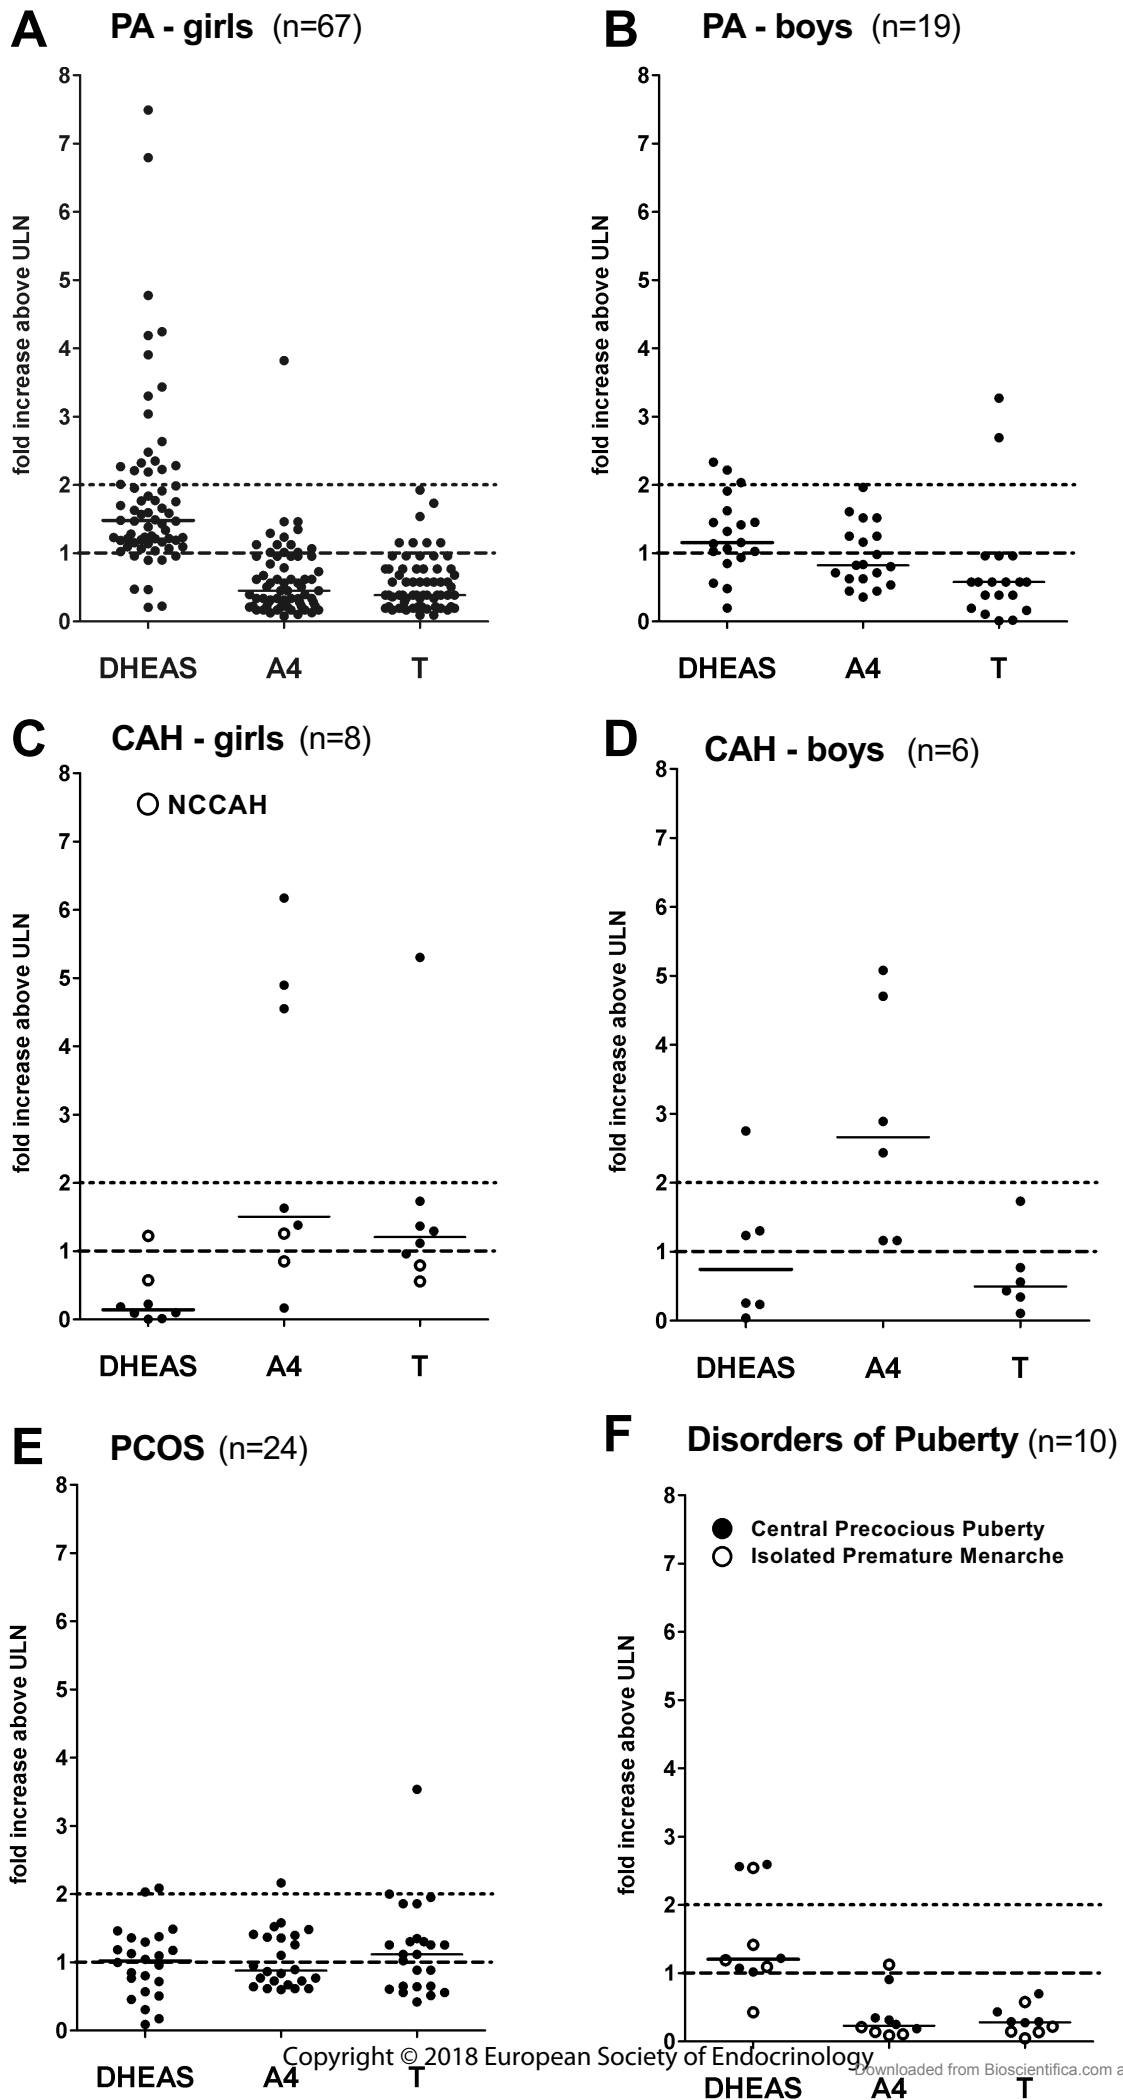 A PA - girls (n=67)
8
7
6
5
4
3
2
1
0
fold increase above ULN
DHEAS A4 T
B PA - boys (n=19)
8
7
6
5
4
3
2
1
0
fold increase above ULN
DHEAS A4 T
C CAH - girls (n=8)
8
7
6
5
4
3
2
1
0
fold increase above ULN
NCCAH
DHEAS A4 T
D CAH - boys (n=6)
8
7
6
5
4
3
2
1
0
fold increase above ULN
DHEAS A4 T
E PCOS (n=24)
8
7
6
5
4
3
2
1
0
fold increase above ULN
DHEAS A4 T
F Disorders of Puberty (n=10)
8
7
6
5
4
3
2
1
0
fold increase above ULN
Central Precocious Puberty
Isolated Premature Menarche
DHEAS A4 T
Copyright © 2018 European Society of Endocrinology
Downloaded from Bioscientifica.com a